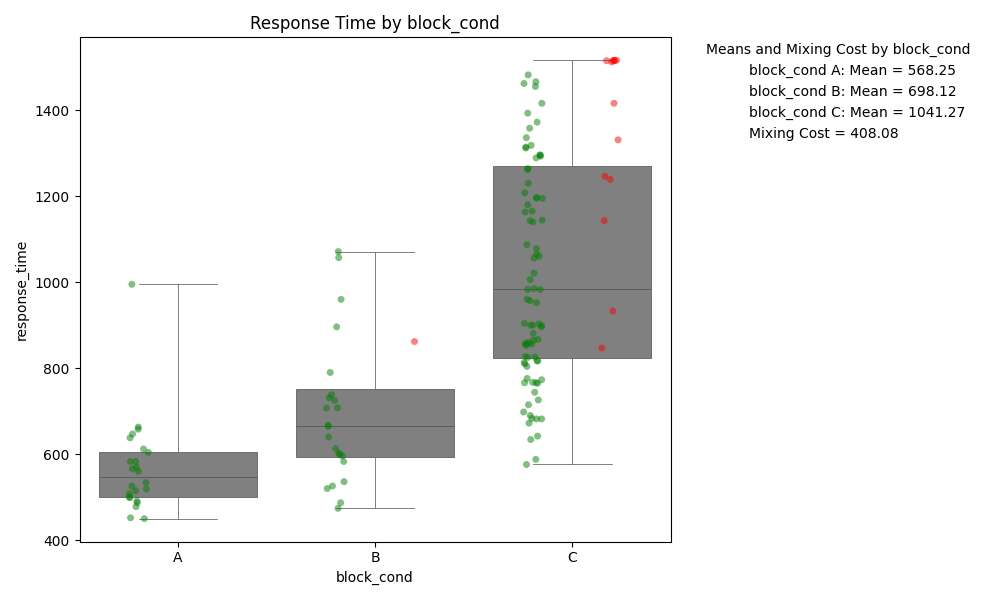 Response Time by block_cond
Means and Mixing Cost by block_cond
block_cond A: Mean = 568.25
block_cond B: Mean = 698.12
block_cond C: Mean = 1041.27
Mixing Cost = 408.08
response_time
1400
1200
1000
800
600
400
A
B
C
block_cond